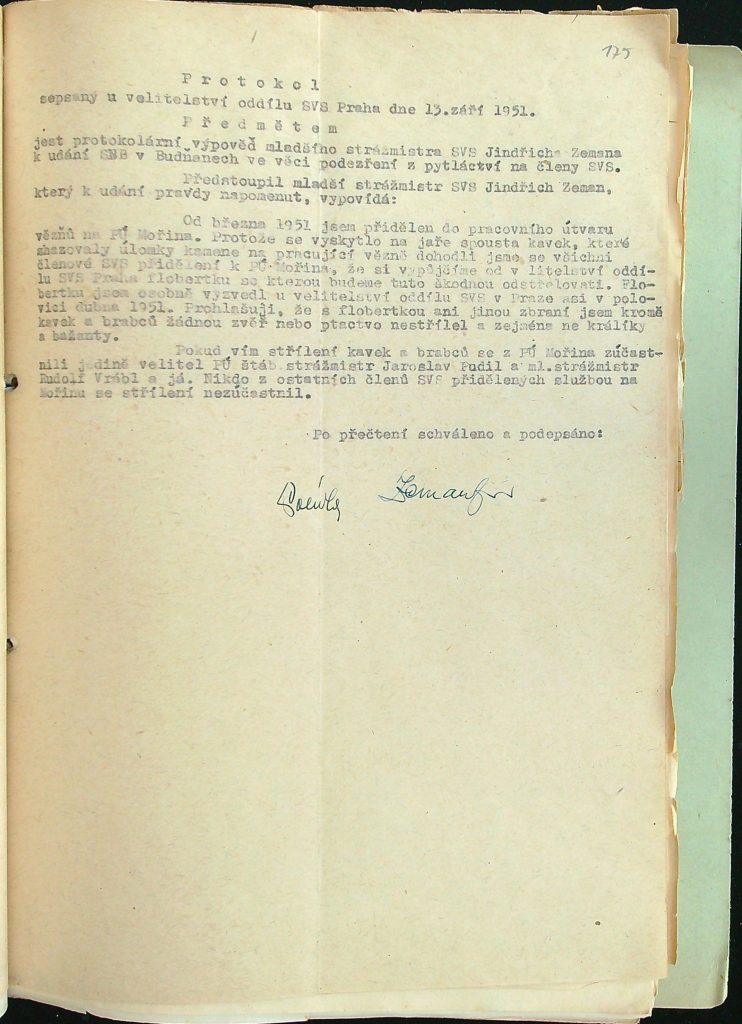 175
P r o t o k o l
sepsaný u velitelství oddílu SVS Praha dne 13.září 1951.
P ř e d m ě t e m
jest protokolární výpověď mladšího strážmistra SVS Jindřicha Zemana
k udání SNB v Budňanech ve věci podezření z pytláctví na členy SVS.
Předstoupil mladší strážmistr SVS Jindřich Zeman,
který k udání pravdy napomenut, vypovídá:
Od března 1951 jsem přidělen do pracovního útvaru
vězňů na PÚ Mořina. Protože se vyskytlo na jaře spousta kavek, které
shazovaly úlomky kamene na pracující vězně dohodli jsme se všichni
členové SVS přidělení k PÚ Mořina, že si vypůjčíme od v litelství oddí-
lu SVS Praha flobertku se kterou budeme tuto škodnou odstřelovati. Flo-
bertku jsem osobně vyzvedl u velitelství oddílu SVS v Praze asi v polo-
vici dubna 1951. Prohlašuji, že s flobertkou ani jinou zbraní jsem kromě
kavek a brabců žádnou zvěř nebo ptactvo nestřílel a zejména ne králíky
a bažanty.
Pokud vím střílení kavek a brabců se z PÚ Mořina zúčast-
nili jedině velitel PÚ štáb.strážmistr Jaroslav Pudil a ml.strážmistr
Rudolf Vrábl a já. Nikdo z ostatních členů SVS přidělených službou na
Mořinu se střílení nezúčastnil.
Po přečtení schváleno a podepsáno:
Zeman